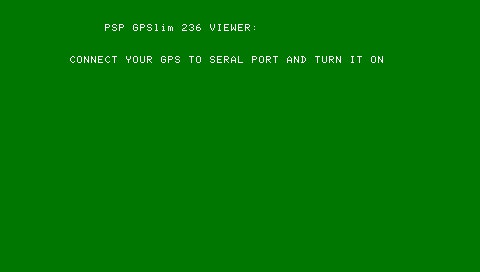 PSP GPSlim 236 VIEWER:
CONNECT YOUR GPS TO SERAL PORT AND TURN IT ON